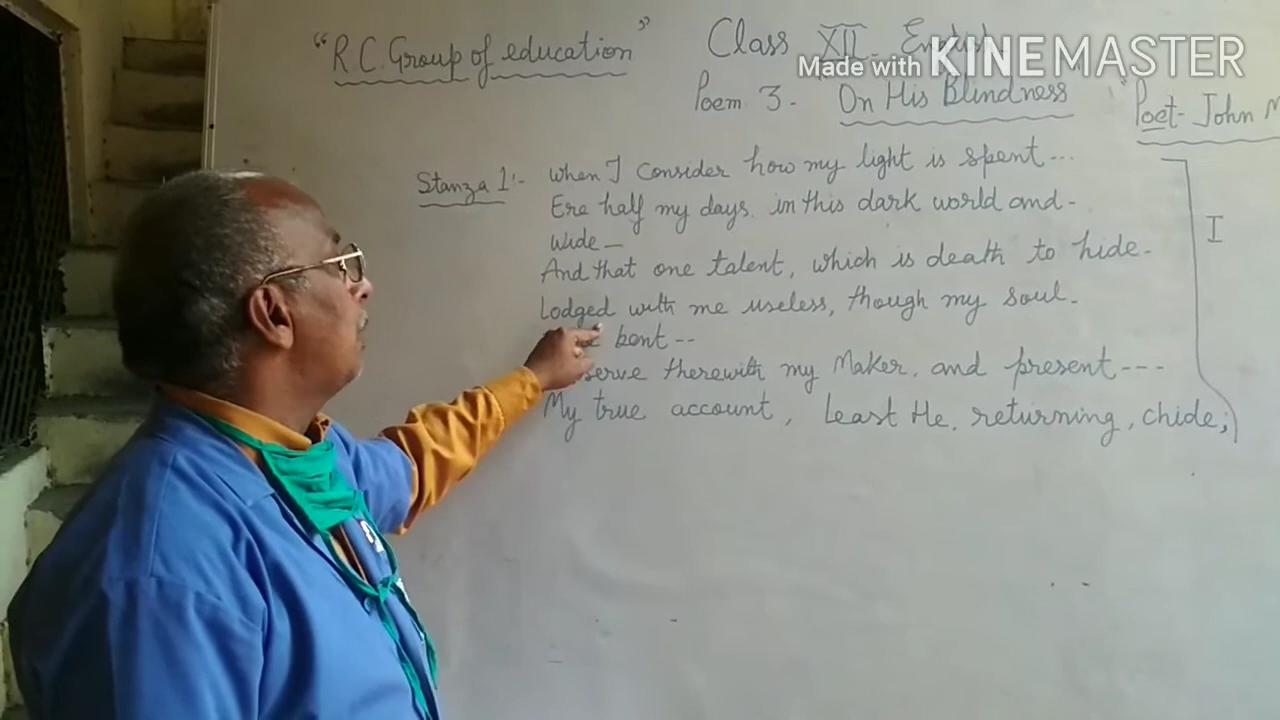 "R.C. Group of education"
Class XII - English
Made with KINEMASTER
Poem 3 - On His Blindness
Poet - John
Stanza 1:- when I consider how my light is spent...
Ere half my days in this dark world and -
Wide -
And that one talent, which is death to hide -
Lodged with me useless, though my soul -
bent --
serve therewith my Maker, and present ---
My true account, Least He, returning, chide;
I